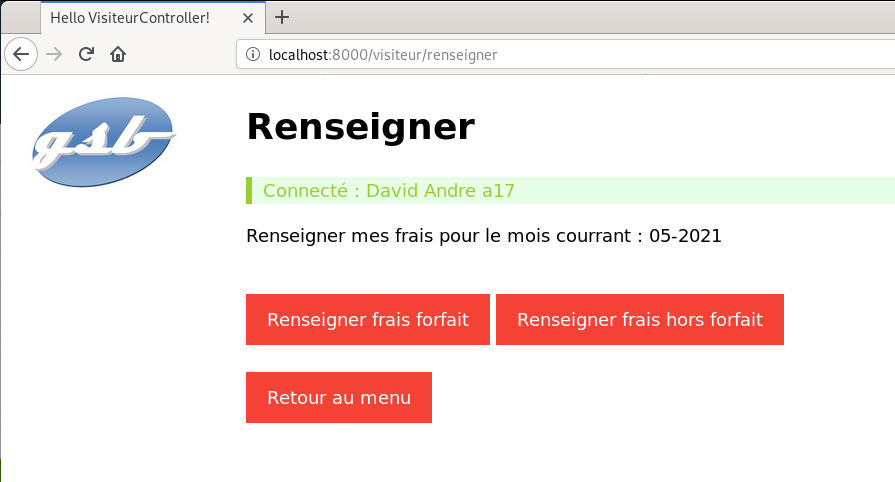 Hello VisiteurController!
localhost:8000/visiteur/renseigner
gsb
Renseigner
Connecté : David Andre a17
Renseigner mes frais pour le mois courrant : 05-2021
Renseigner frais forfait
Renseigner frais hors forfait
Retour au menu